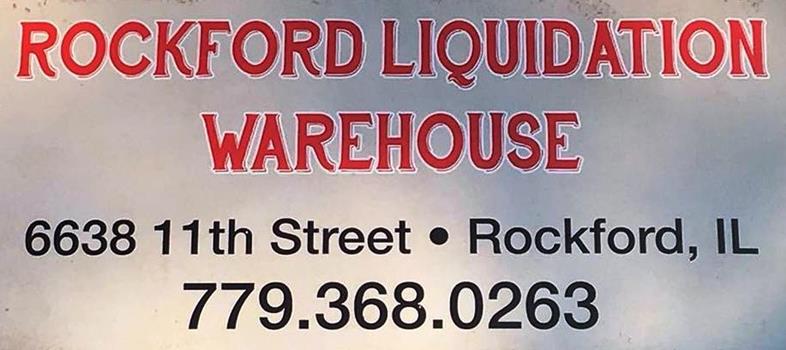 ROCKFORD LIQUIDATION
WAREHOUSE
6638 11th Street • Rockford, IL
779.368.0263